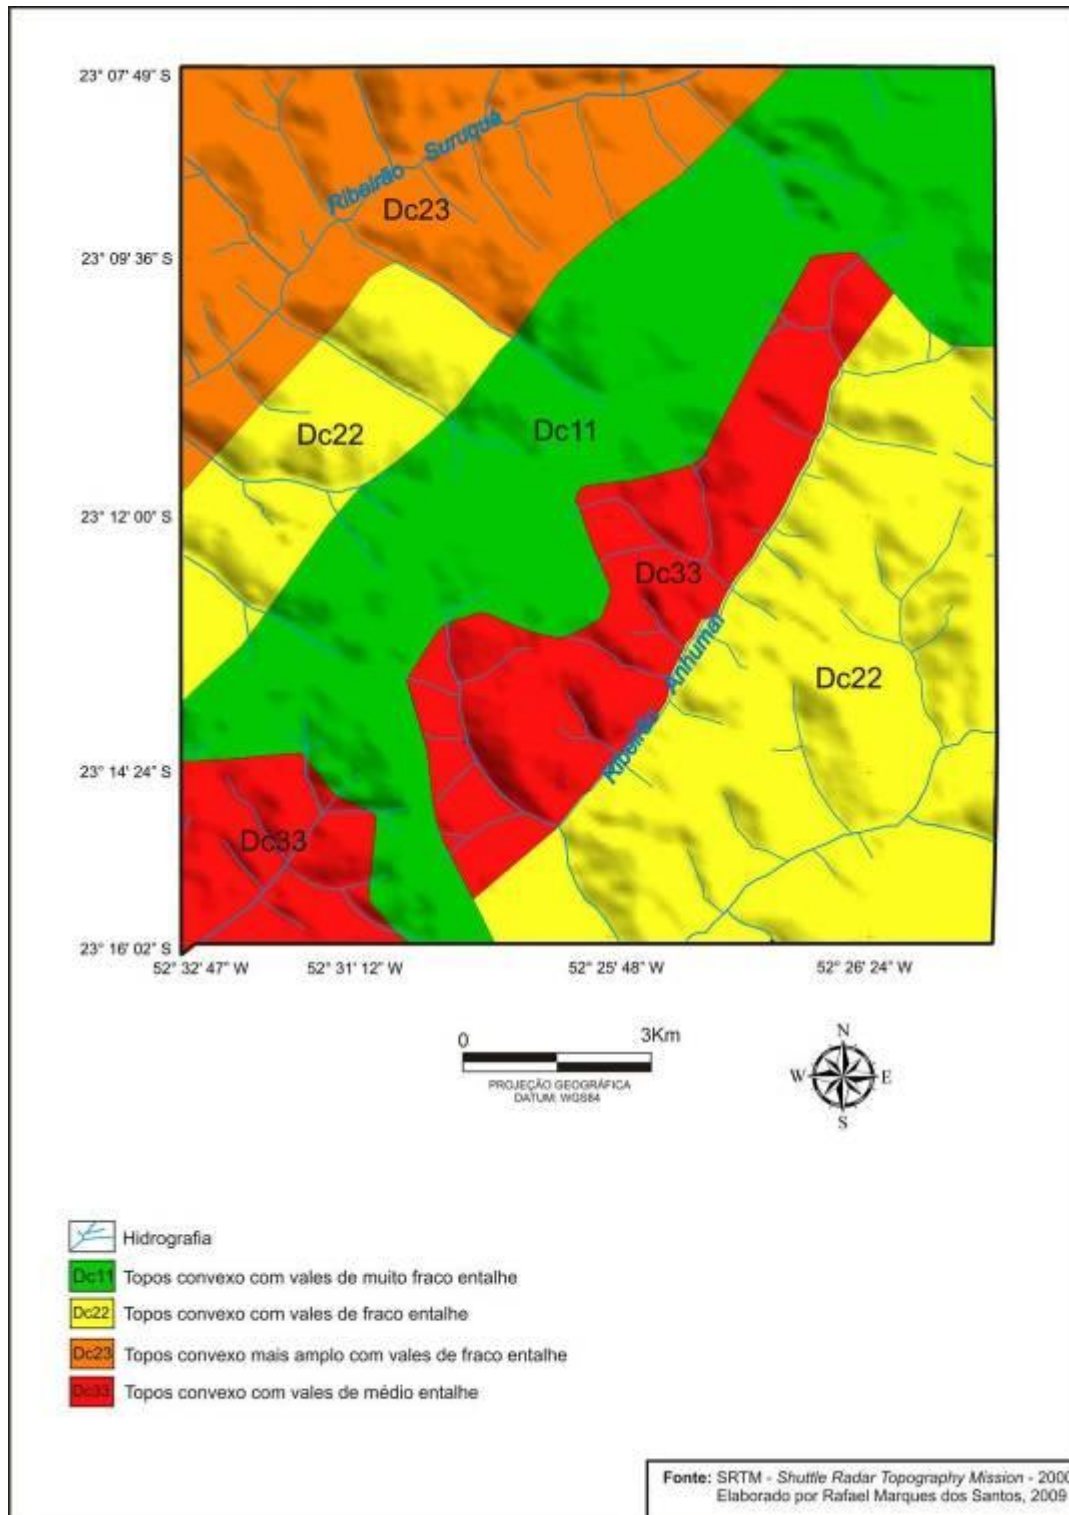 23° 07' 49" S
Ribeirão Suruquá
Dc23
23° 09' 36" S
Dc22
Dc11
23° 12' 00" S
Dc33
Ribeirão Anhumaí
Dc22
23° 14' 24" S
Dc33
23° 16' 02" S
52° 32' 47" W 52° 31' 12" W 52° 25' 48" W 52° 26' 24" W
0 3Km
PROJEÇÃO GEOGRÁFICA
DATUM: WGS84
N
W E
S
Hidrografia
Dc11 Topos convexo com vales de muito fraco entalhe
Dc22 Topos convexo com vales de fraco entalhe
Dc23 Topos convexo mais amplo com vales de fraco entalhe
Dc33 Topos convexo com vales de médio entalhe
Fonte: SRTM - Shuttle Radar Topography Mission - 2000
Elaborado por Rafael Marques dos Santos, 2009